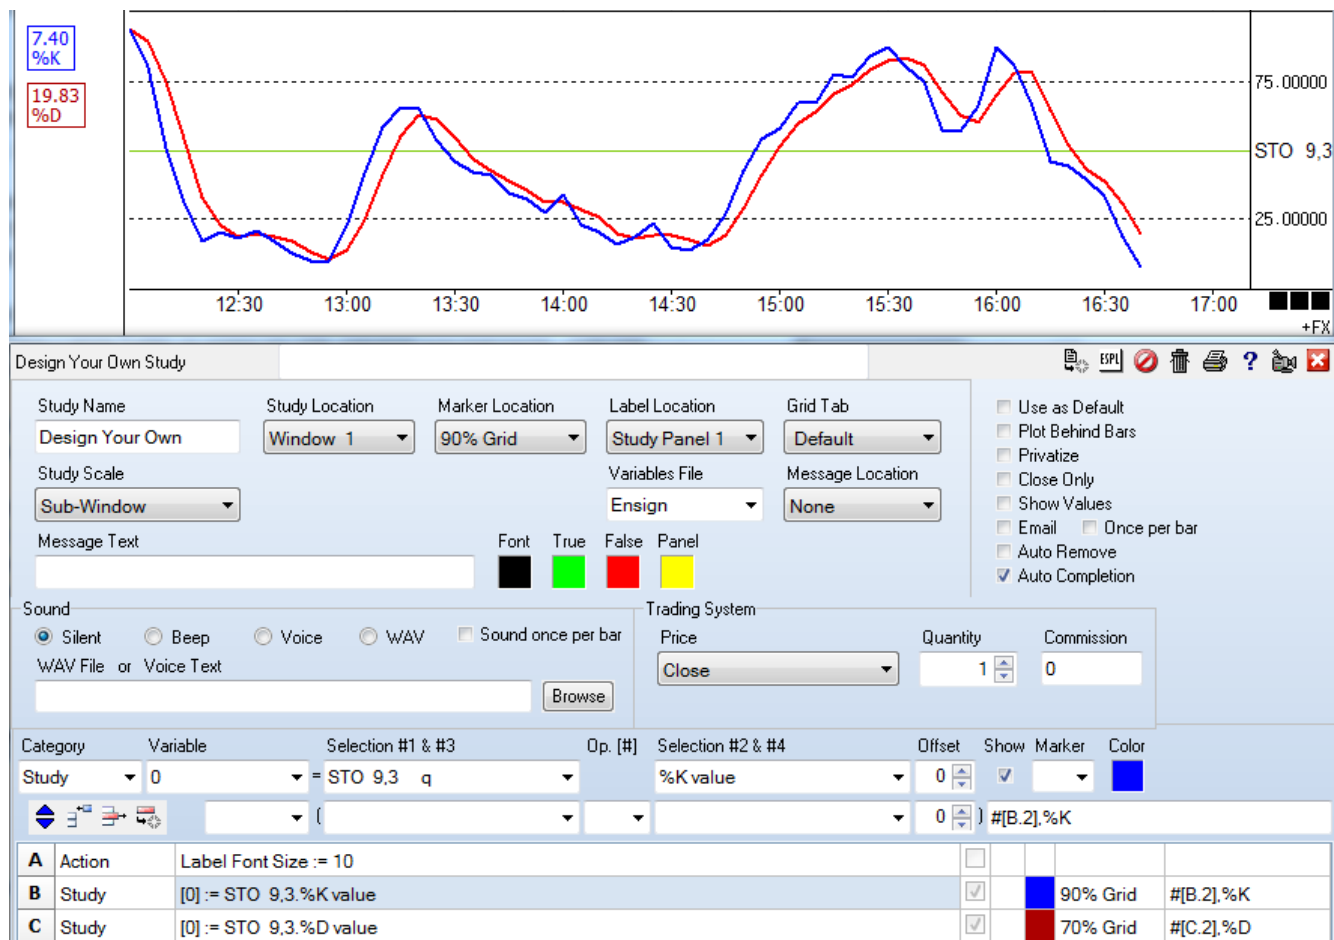 7.40
%K
19.83
%D
75.00000
STO 9,3
25.00000
12:30 13:00 13:30 14:00 14:30 15:00 15:30 16:00 16:30 17:00
+FX
Design Your Own Study
ESPL ?
Study Name Study Location Marker Location Label Location Grid Tab
Design Your Own Window 1 90% Grid Study Panel 1 Default
Study Scale Variables File Message Location
Sub-Window Ensign None
Message Text Font True False Panel
Use as Default
Plot Behind Bars
Privatize
Close Only
Show Values
Email Once per bar
Auto Remove
Auto Completion
Sound
Silent Beep Voice WAV Sound once per bar
WAV File or Voice Text
Browse
Trading System
Price Quantity Commission
Close 1 0
Category Variable Selection #1 & #3 Op. [#] Selection #2 & #4 Offset Show Marker Color
Study 0 = STO 9,3 q %K value 0
( 0 ) #[B.2],%K
A Action Label Font Size := 10
B Study [0] := STO 9,3.%K value 90% Grid #[B.2],%K
C Study [0] := STO 9,3.%D value 70% Grid #[C.2],%D